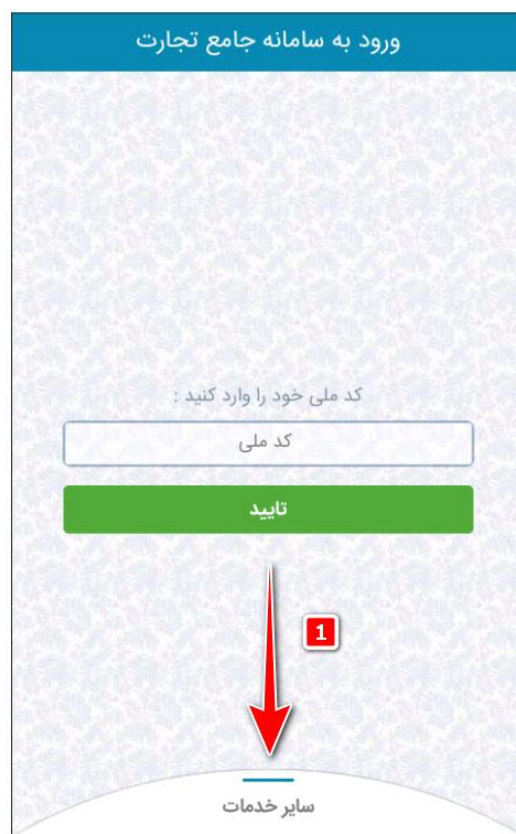 ورود به سامانه جامع تجارت
کد ملی خود را وارد کنید :
کد ملی
تایید
1
سایر خدمات